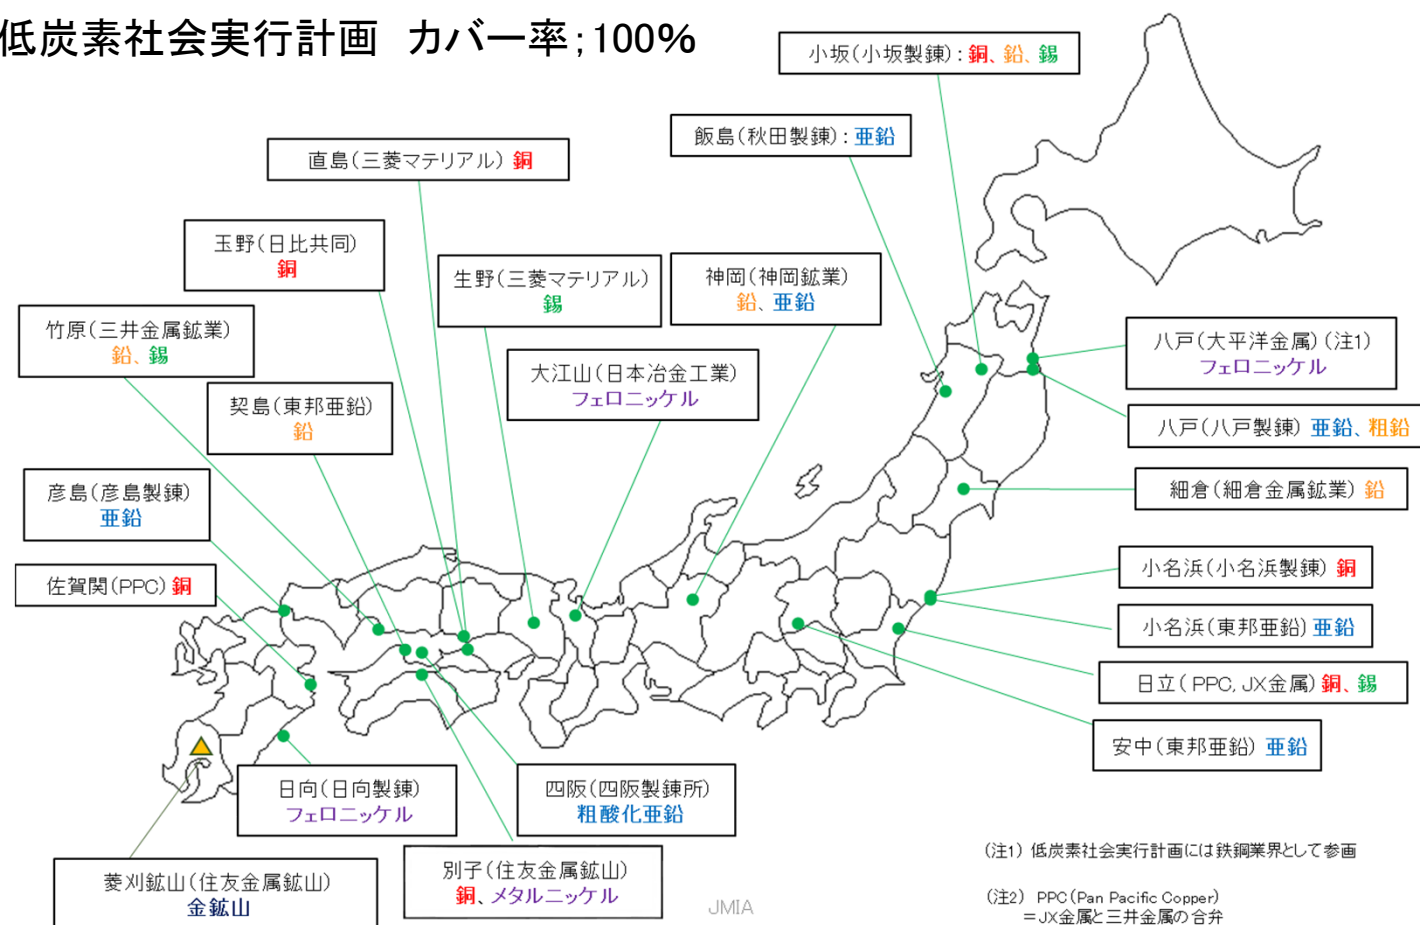 低炭素社会実行計画 カバー率;100%
小坂(小坂製錬):銅、鉛、錫
飯島(秋田製錬):亜鉛
直島(三菱マテリアル) 銅
玉野(日比共同)
銅
生野(三菱マテリアル)
錫
神岡(神岡鉱業)
鉛、亜鉛
竹原(三井金属鉱業)
鉛、錫
大江山(日本冶金工業)
フェロニッケル
八戸(大平洋金属)(注1)
フェロニッケル
契島(東邦亜鉛)
鉛
八戸(八戸製錬) 亜鉛、粗鉛
彦島(彦島製錬)
亜鉛
細倉(細倉金属鉱業) 鉛
佐賀関(PPC) 銅
小名浜(小名浜製錬) 銅
小名浜(東邦亜鉛) 亜鉛
日立( PPC, JX金属) 銅、錫
安中(東邦亜鉛) 亜鉛
日向(日向製錬)
フェロニッケル
四阪(四阪製錬所)
粗酸化亜鉛
別子(住友金属鉱山)
銅、メタルニッケル
菱刈鉱山(住友金属鉱山)
金鉱山
JMIA
(注1) 低炭素社会実行計画には鉄鋼業界として参画
(注2) PPC(Pan Pacific Copper)
=JX金属と三井金属の合弁